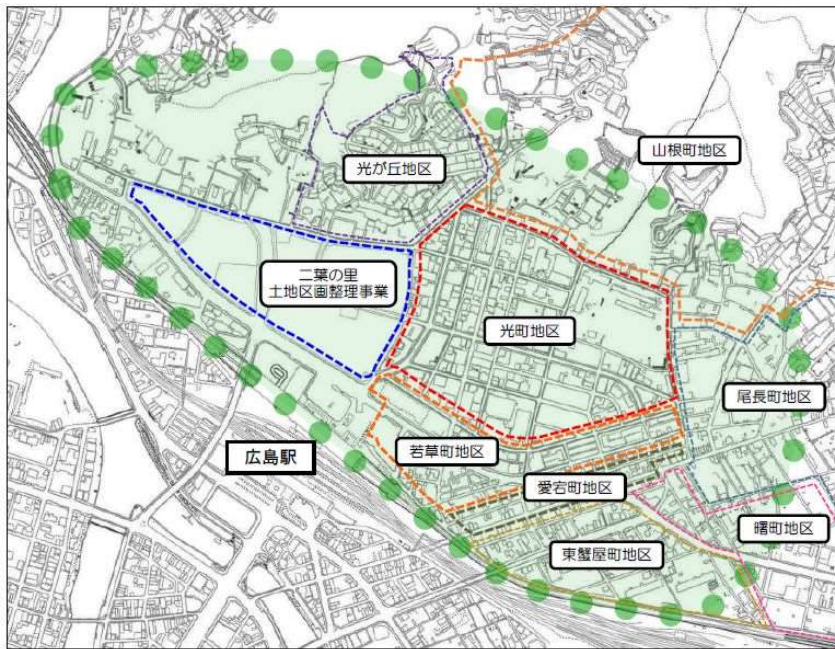 山根町地区
光が丘地区
二葉の里
土地区画整理事業
光町地区
尾長町地区
若草町地区
広島駅
愛宕町地区
曙町地区
東蟹屋町地区